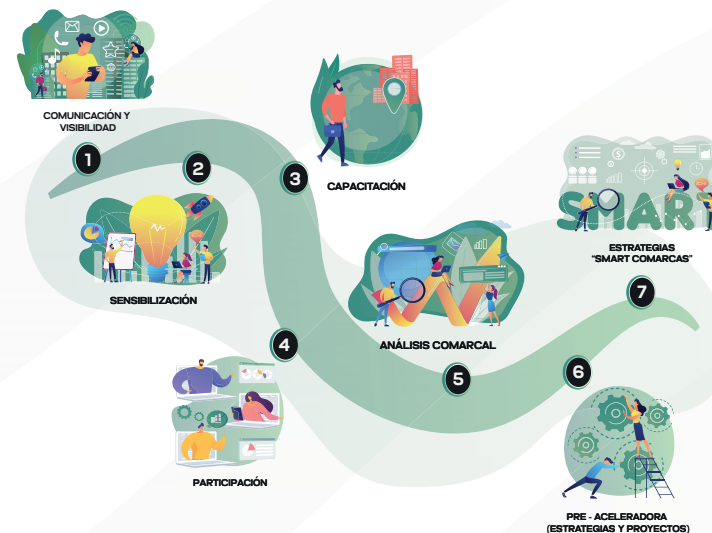 COMUNICACIÓN Y
VISIBILIDAD
1
2
SENSIBILIZACIÓN
3
CAPACITACIÓN
4
PARTICIPACIÓN
ANÁLISIS COMARCAL
5
6
PRE - ACELERADORA
(ESTRATEGIAS Y PROYECTOS)
SMART
ESTRATEGIAS
"SMART COMARCAS"
7